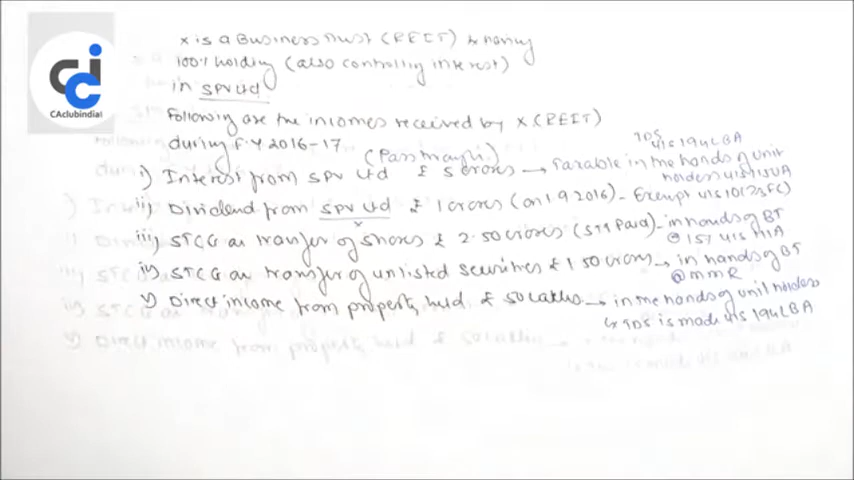 CAclubindia
X is a Business Trust (REIT) & having
100% holding (also controlling interest)
in SPV Ltd
Following are the incomes received by X (REIT)
during F.Y 2016-17
(Pass through)
TDS
u/s 194LBA
i) Interest from SPV Ltd ₹ 5 crores → Taxable in the hands of unit
holders u/s 115UA
ii) Dividend from SPV Ltd ₹ 1 crores (on 1.9.2016) - Exempt u/s 10(23FC)
x
iii) STCG on transfer of shares ₹ 2.50 crores (STT Paid) - in hands of BT
@ 15% u/s 111A
iv) STCG on transfer of unlisted securities ₹ 1.50 crores → in hands of BT
@ MMR
v) Direct income from property held ₹ 50 lakhs → in the hands of unit holders
& TDS is made u/s 194LBA